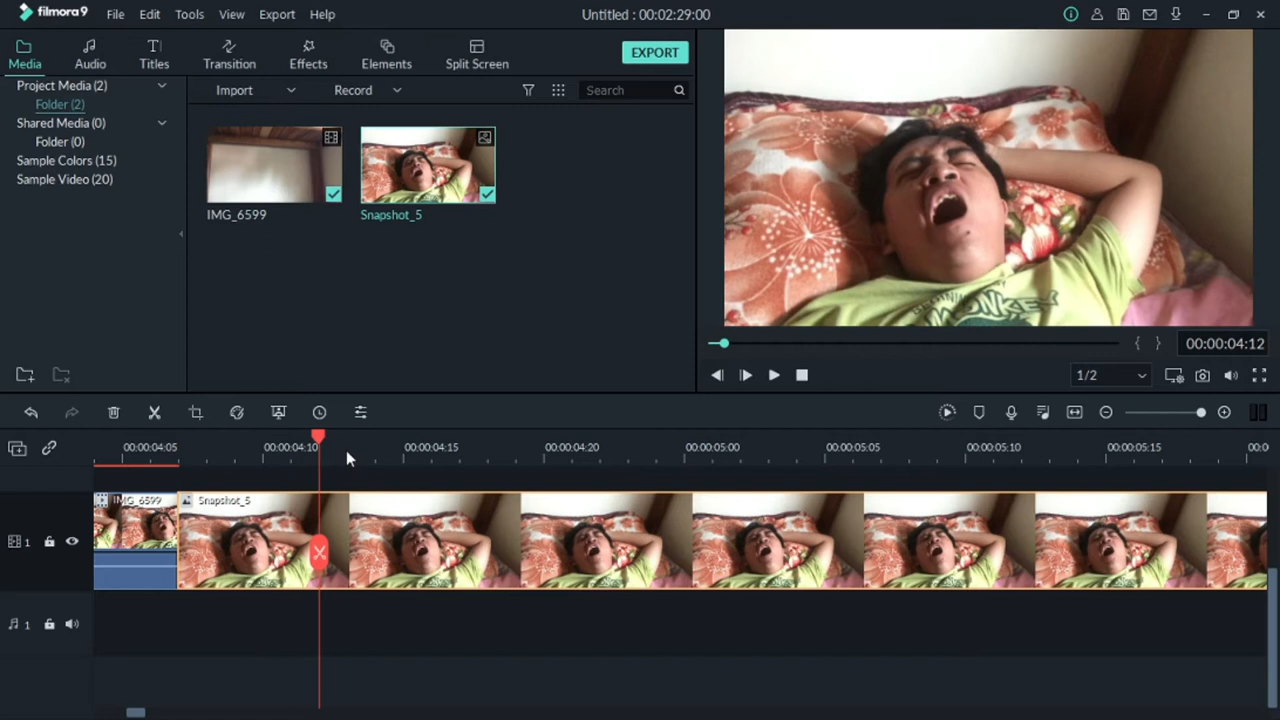 filmora9 File Edit Tools View Export Help Untitled : 00:02:29:00
Media Audio Titles Transition Effects Elements Split Screen EXPORT
Project Media (2)
Folder (2)
Shared Media (0)
Folder (0)
Sample Colors (15)
Sample Video (20)
Import Record Search
IMG_6599 Snapshot_5
MONKEY
00:00:04:12
1/2
00:00:04:05 00:00:04:10 00:00:04:15 00:00:04:20 00:00:05:00 00:00:05:05 00:00:05:10 00:00:05:15
IMG_6599 Snapshot_5
1
1